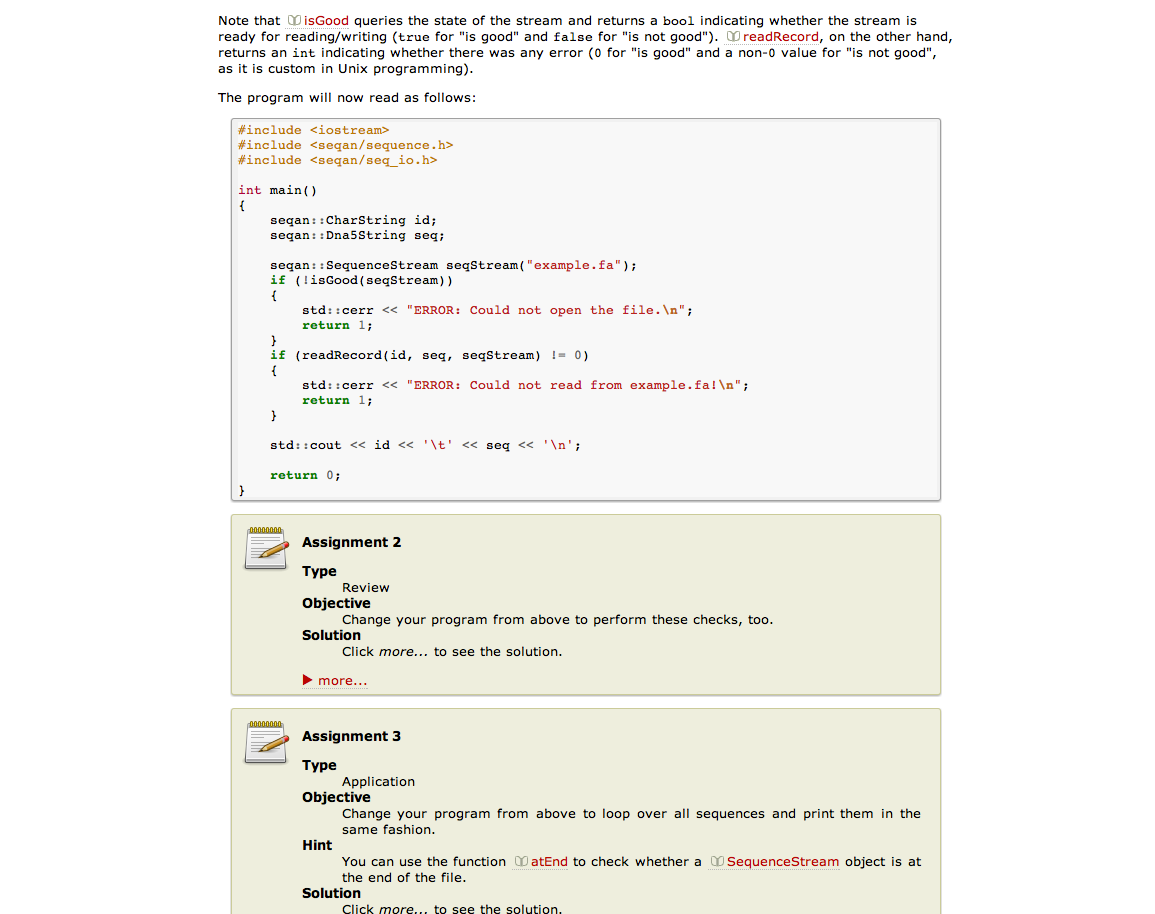 Note that isGood queries the state of the stream and returns a bool indicating whether the stream is
ready for reading/writing (true for "is good" and false for "is not good"). readRecord, on the other hand,
returns an int indicating whether there was any error (0 for "is good" and a non-0 value for "is not good",
as it is custom in Unix programming).
The program will now read as follows:
#include <iostream>
#include <seqan/sequence.h>
#include <seqan/seq_io.h>
int main()
{
    seqan::CharString id;
    seqan::Dna5String seq;
    seqan::SequenceStream seqStream("example.fa");
    if (!isGood(seqStream))
    {
        std::cerr << "ERROR: Could not open the file.\n";
        return 1;
    }
    if (readRecord(id, seq, seqStream) != 0)
    {
        std::cerr << "ERROR: Could not read from example.fa!\n";
        return 1;
    }
    std::cout << id << '\t' << seq << '\n';
    return 0;
}
Assignment 2
Type
Review
Objective
Change your program from above to perform these checks, too.
Solution
Click more... to see the solution.
more...
Assignment 3
Type
Application
Objective
Change your program from above to loop over all sequences and print them in the
same fashion.
Hint
You can use the function atEnd to check whether a SequenceStream object is at
the end of the file.
Solution
Click more... to see the solution.